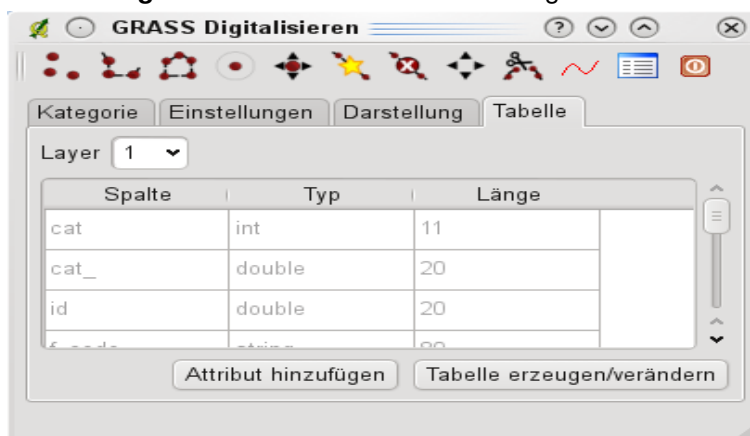 GRASS Digitalisieren
Kategorie Einstellungen Darstellung Tabelle
Layer 1
Spalte Typ Länge
cat int 11
cat_ double 20
id double 20
Attribut hinzufügen Tabelle erzeugen/verändern